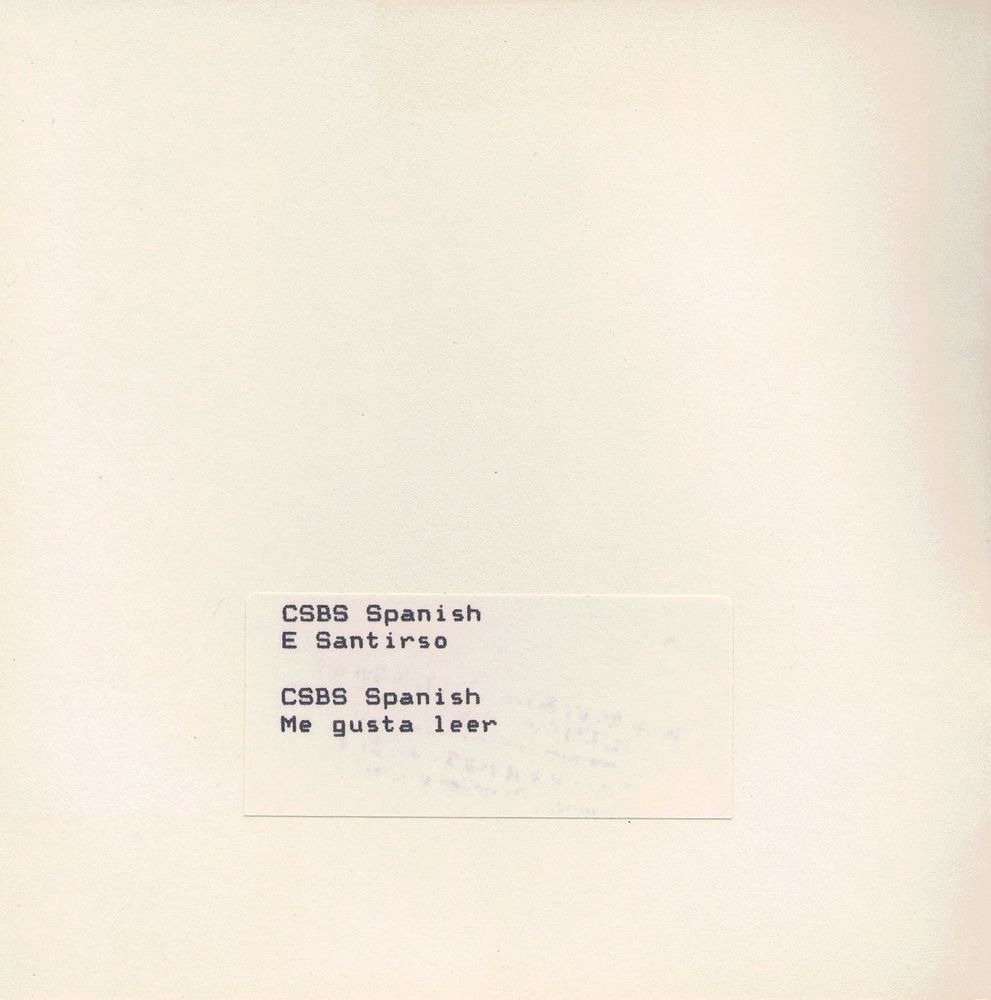 CSBS Spanish
E Santirso
CSBS Spanish
Me gusta leer